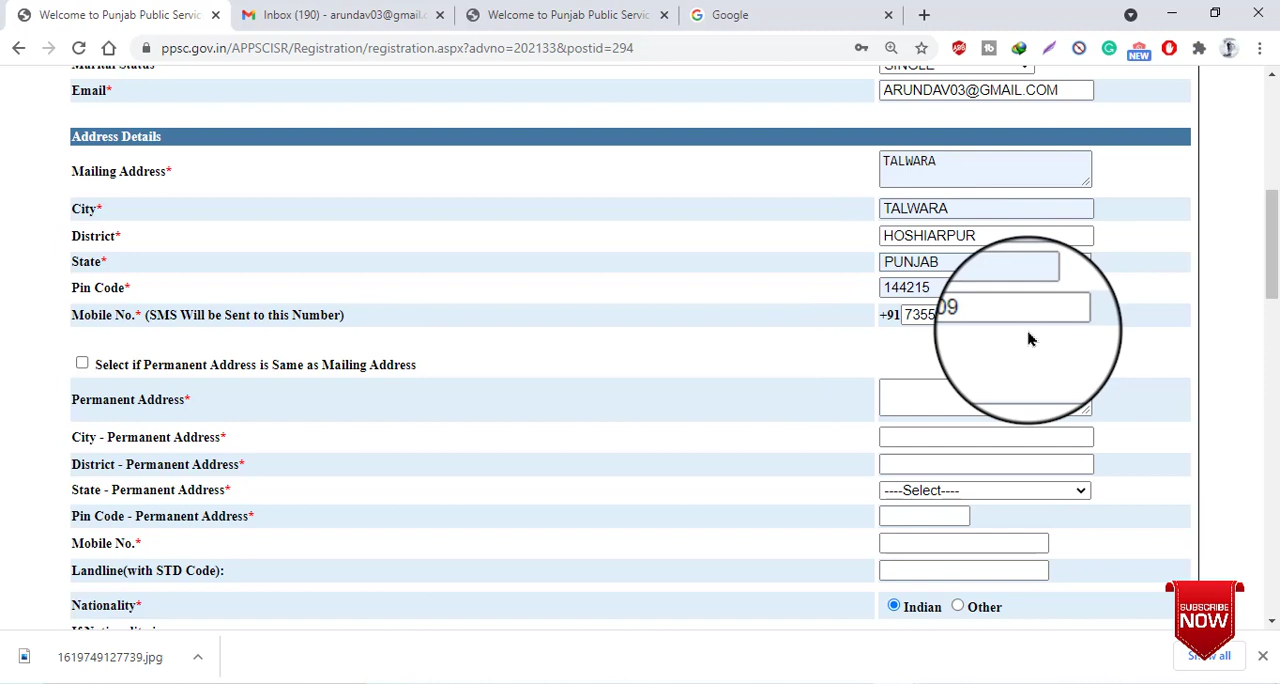 Welcome to Punjab Public Servic
Inbox (190) - arundav03@gmail.c
Welcome to Punjab Public Servic
Google
ppsc.gov.in/APPSCISR/Registration/registration.aspx?advno=202133&postid=294
NEW
Marital Status
SINGLE
Email*
ARUNDAV03@GMAIL.COM
Address Details
Mailing Address*
TALWARA
City*
TALWARA
District*
HOSHIARPUR
State*
PUNJAB
Pin Code*
144215
Mobile No.* (SMS Will be Sent to this Number)
+91 7355
09
Select if Permanent Address is Same as Mailing Address
Permanent Address*
City - Permanent Address*
District - Permanent Address*
State - Permanent Address*
----Select----
Pin Code - Permanent Address*
Mobile No.*
Landline(with STD Code):
Nationality*
Indian Other
SUBSCRIBE
NOW
1619749127739.jpg
Show all